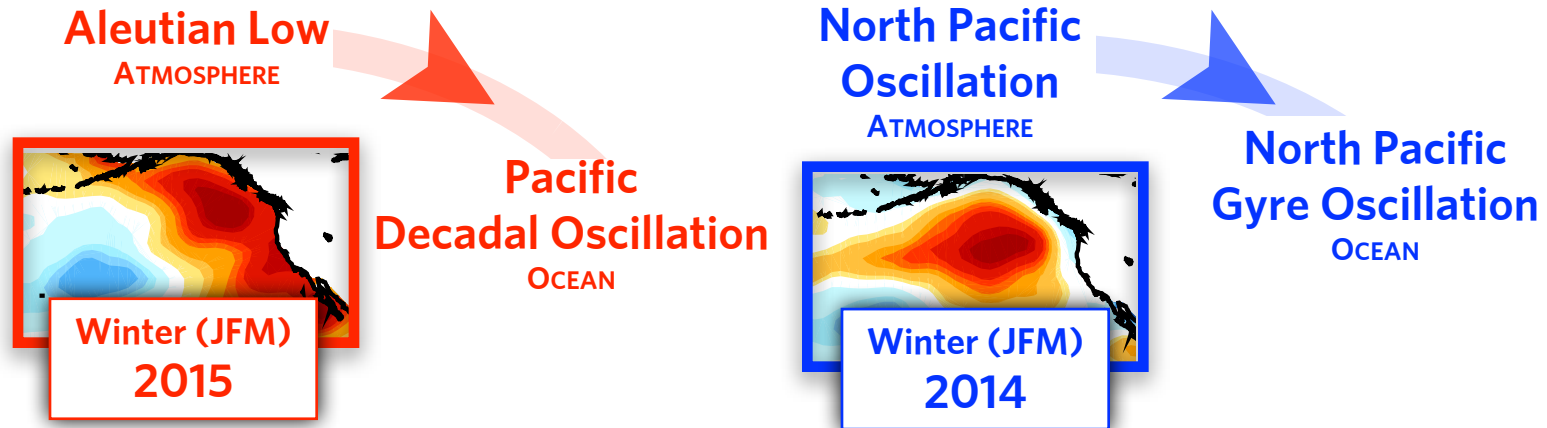 Aleutian Low
ATMOSPHERE
Pacific
Decadal Oscillation
OCEAN
Winter (JFM)
2015
North Pacific
Oscillation
ATMOSPHERE
North Pacific
Gyre Oscillation
OCEAN
Winter (JFM)
2014